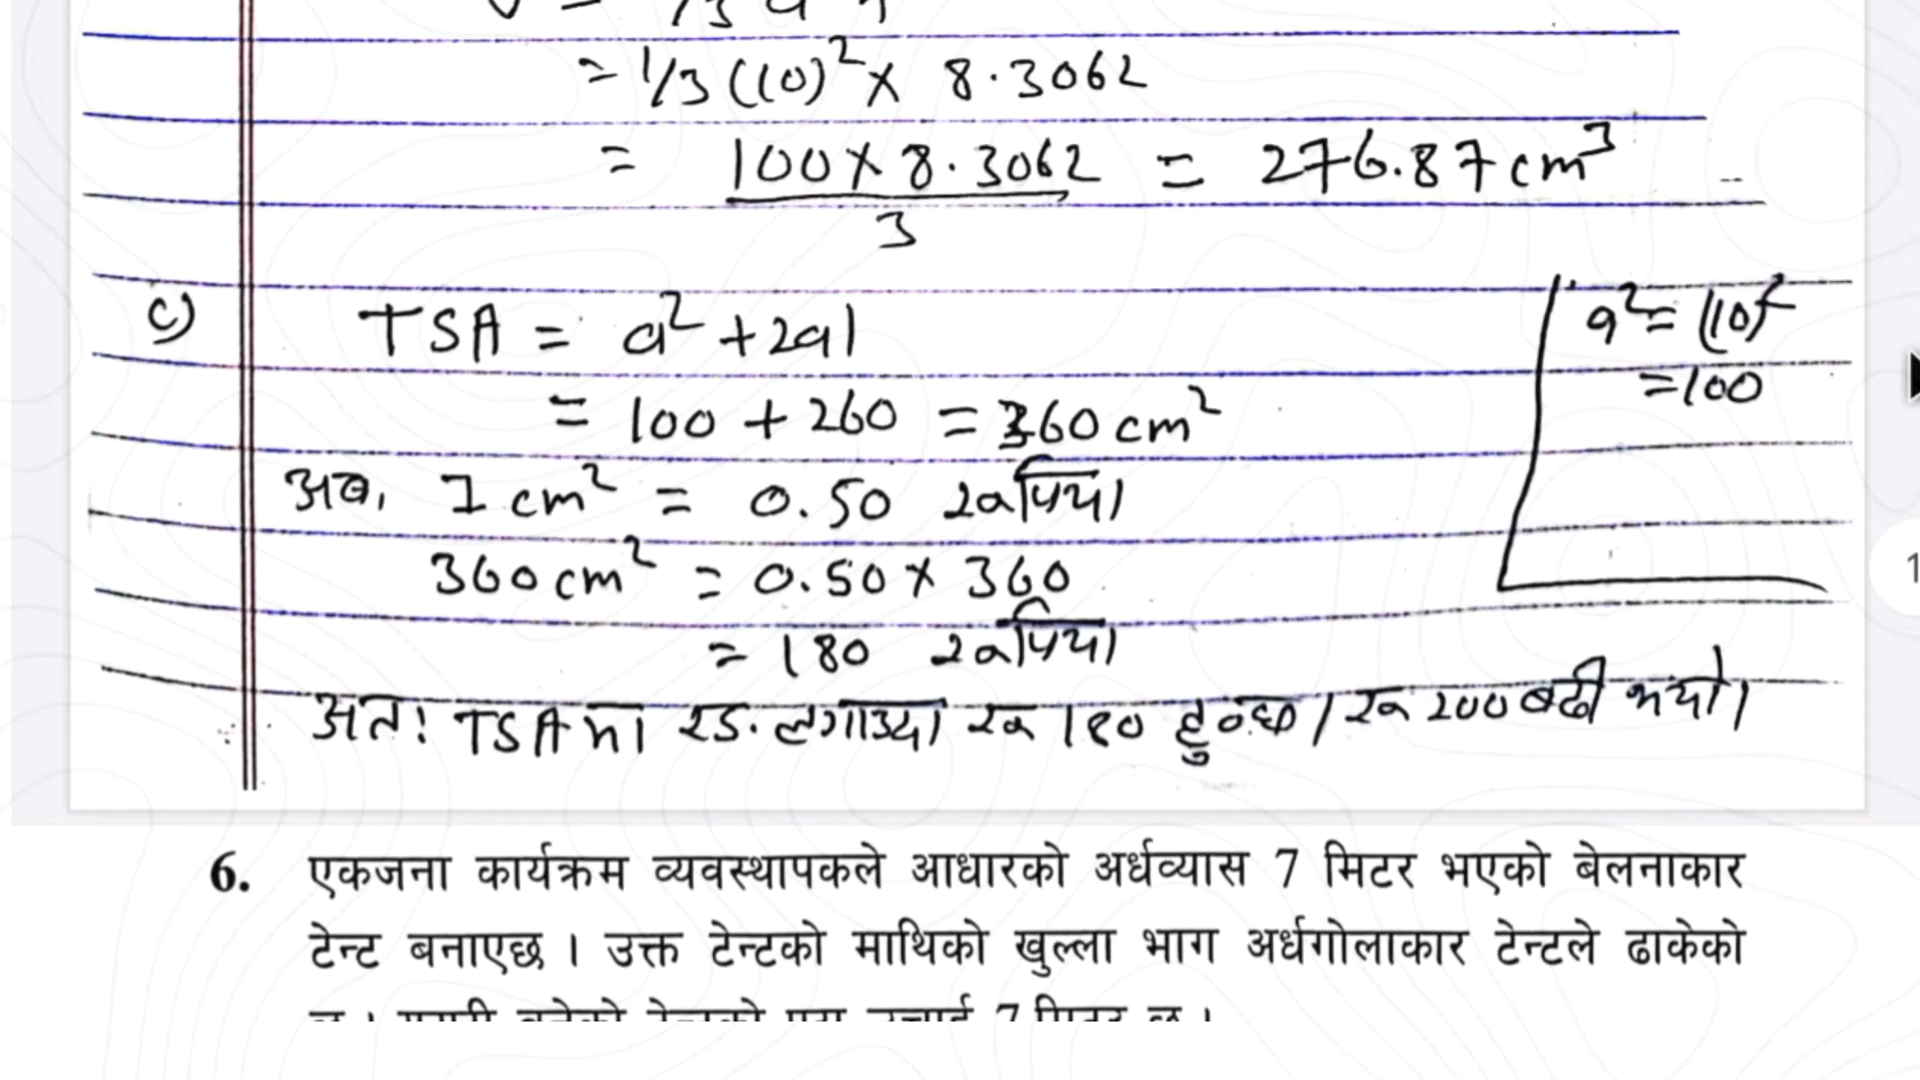 = 1/3 (10)² × 8.3062
= 100 × 8.3062 / 3 = 276.87 cm³
c) TSA = a² + 2al
a² = (10)²
= 100
= 100 + 260 = 360 cm²
अब, 1 cm² = 0.50 रूपिया
360 cm² = 0.50 × 360
= 180 रूपिया
अत: TSA मा रङ लगाउदा रू 180 हुन्छ । रू 200 बढी भयो ।
6. एकजना कार्यक्रम व्यवस्थापकले आधारको अर्धव्यास 7 मिटर भएको बेलनाकार
टेन्ट बनाएछ । उक्त टेन्टको माथिको खुल्ला भाग अर्धगोलाकार टेन्टले ढाकेको